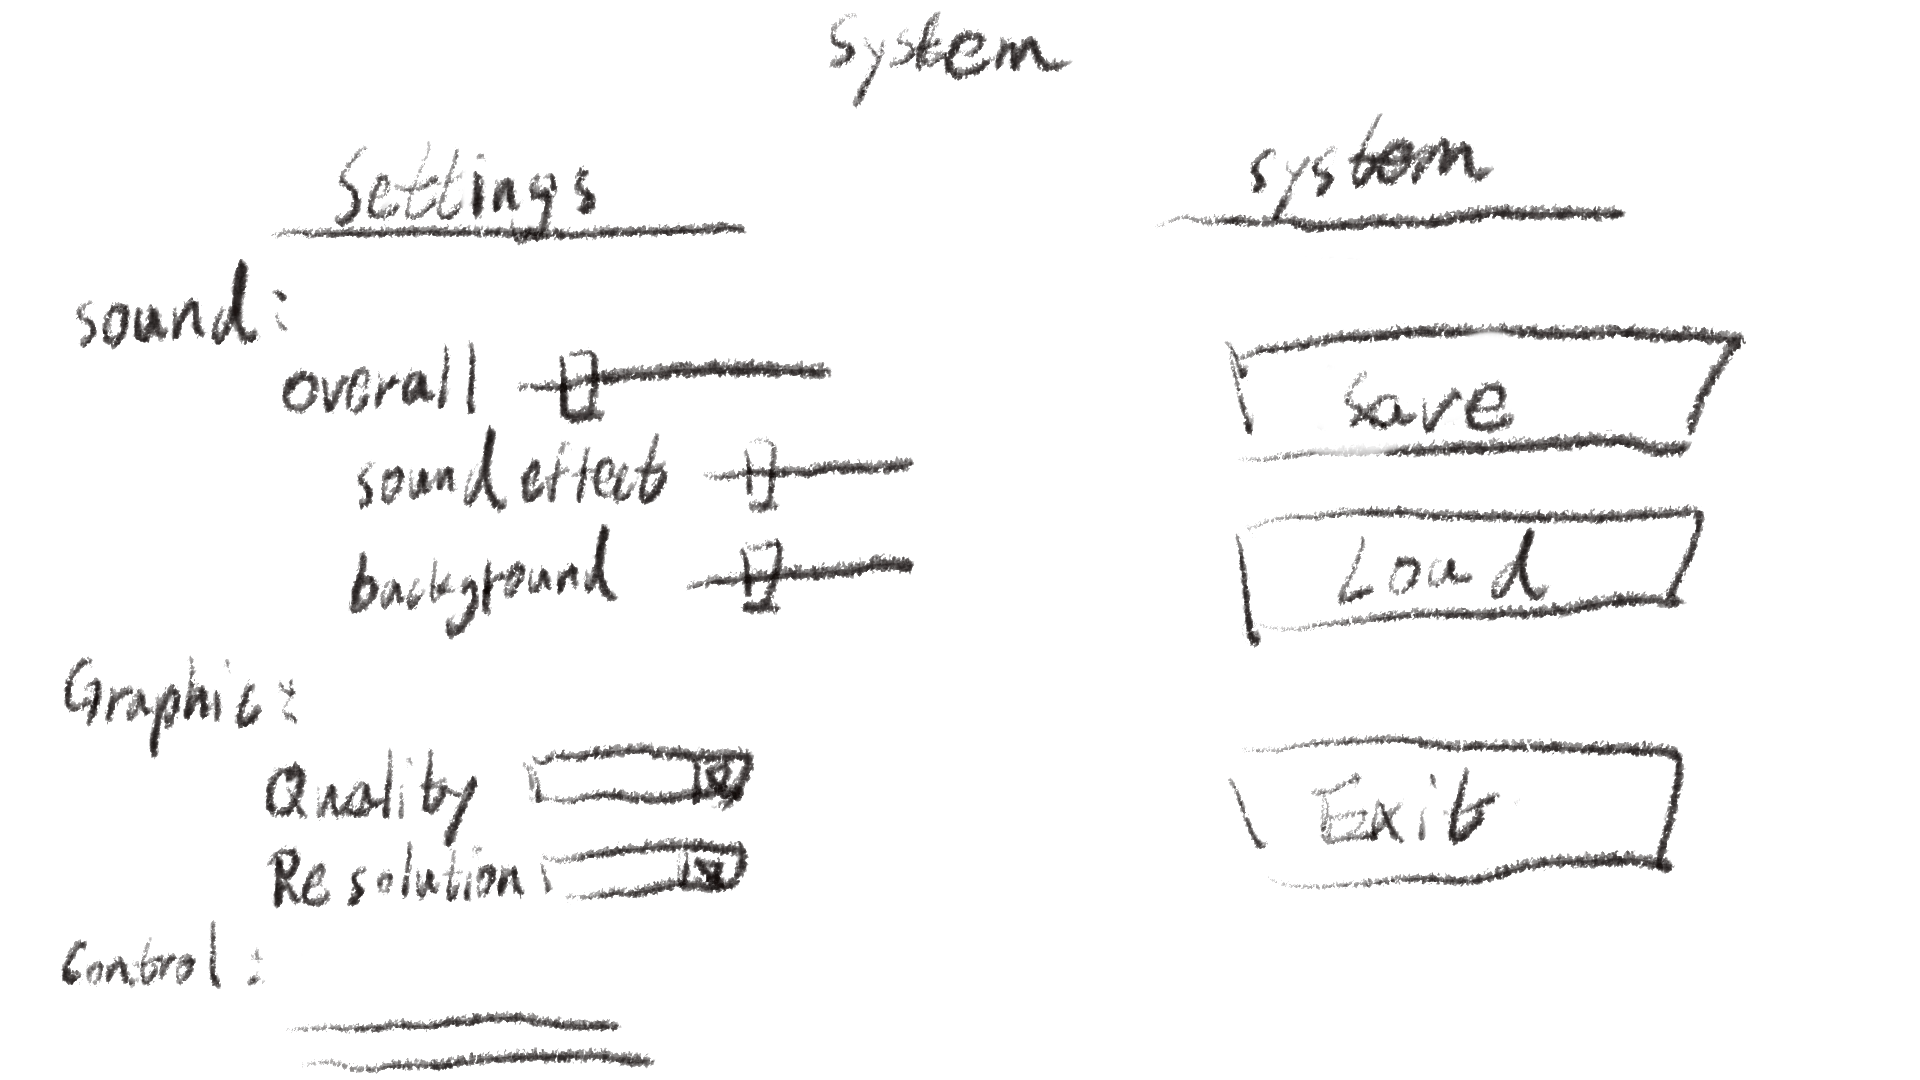 System
Settings
sound:
overall
sound effect
background
Graphic:
Quality
Resolution
Control:
system
Save
Load
Exit